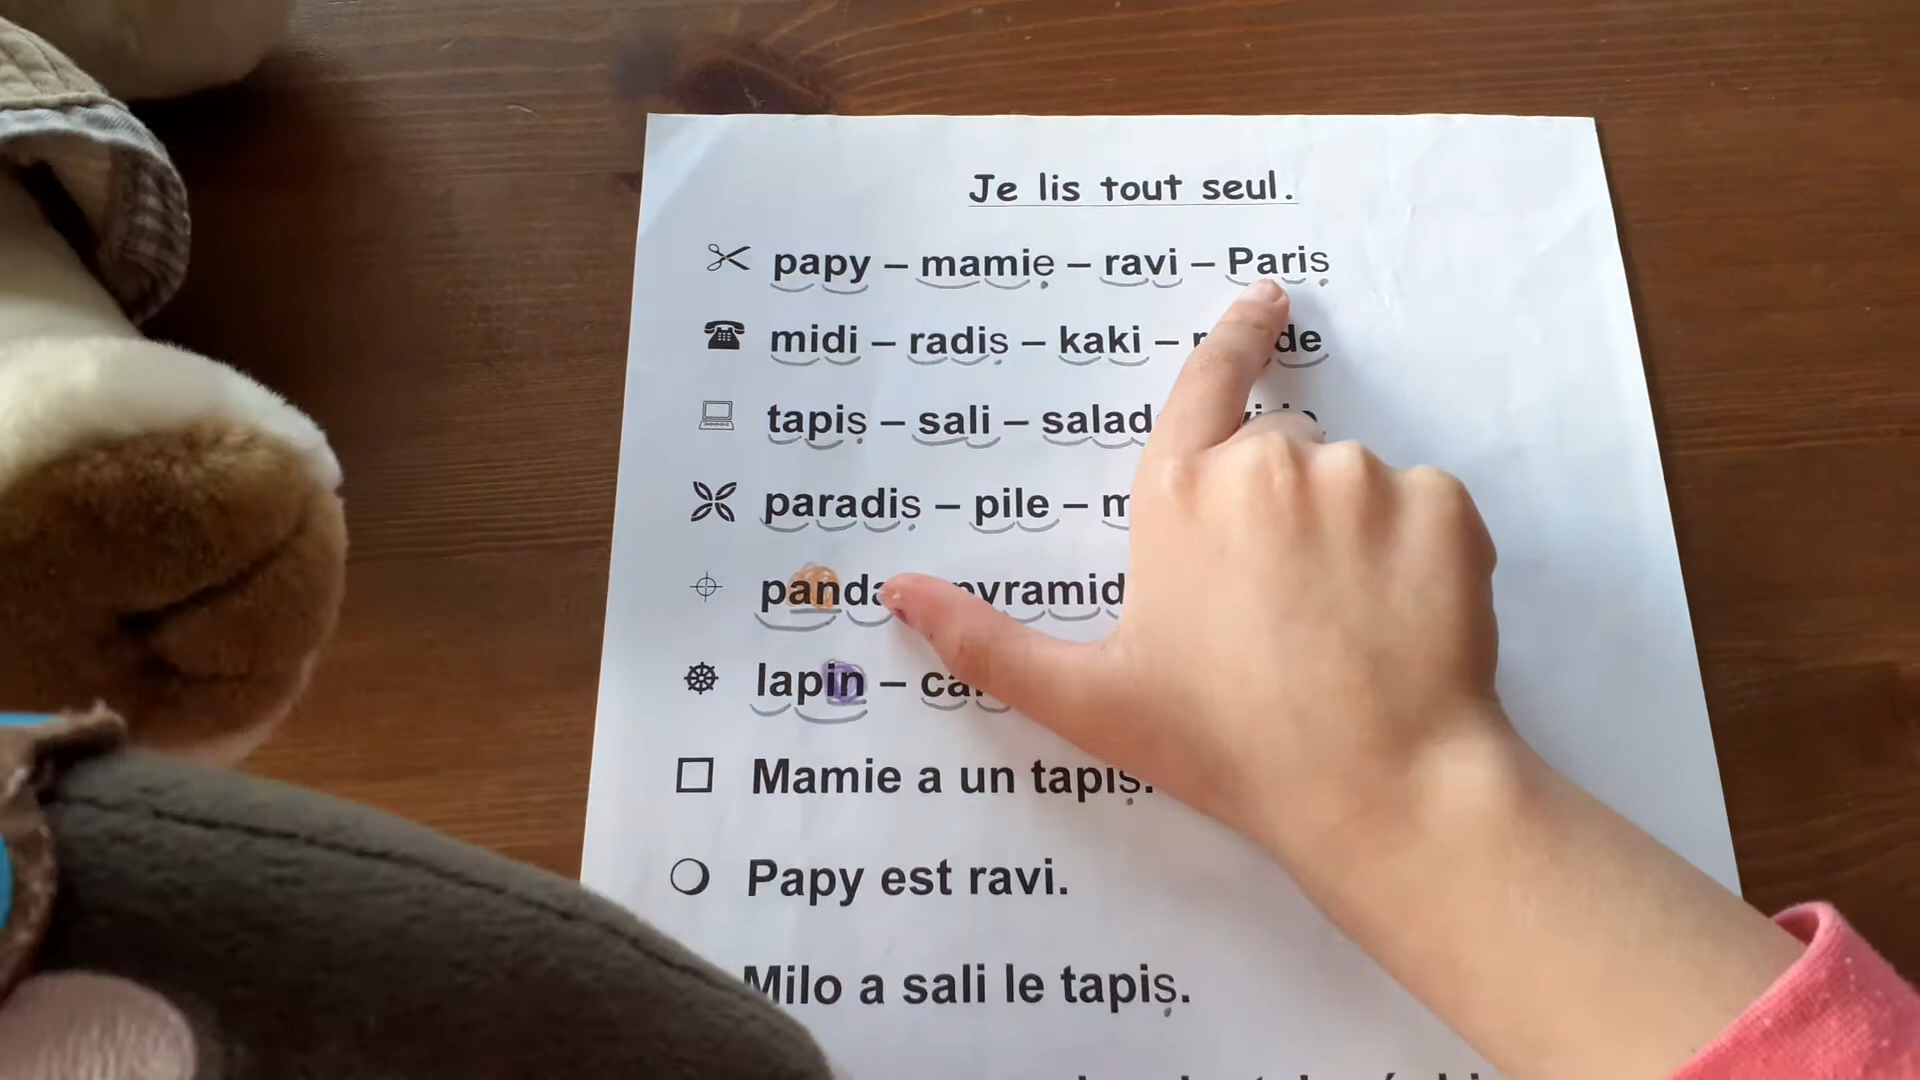 Je lis tout seul.
papy – mamie – ravi – Paris
midi – radis – kaki –
tapis – sali –
paradis – pile –
lapin –
Mamie a un tapis.
Papy est ravi.
Milo a sali le tapis.